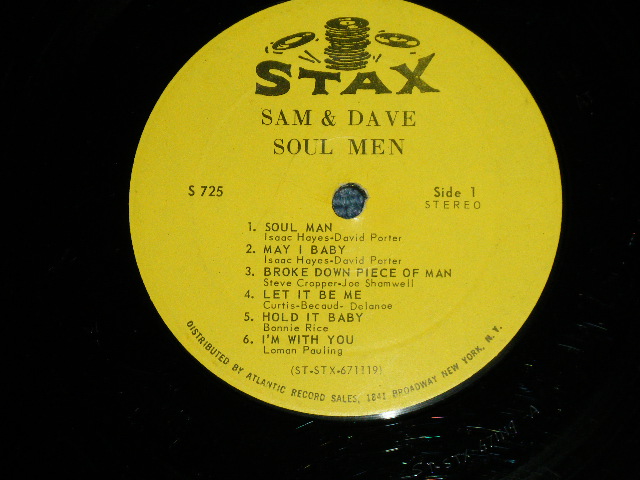 STAX
SAM & DAVE
SOUL MEN
S 725
Side 1
STEREO
1. SOUL MAN
Isaac Hayes-David Porter
2. MAY I BABY
Isaac Hayes-David Porter
3. BROKE DOWN PIECE OF MAN
Steve Cropper-Joe Shamwell
4. LET IT BE ME
Curtis-Becaud- Delanoe
5. HOLD IT BABY
Bonnie Rice
6. I'M WITH YOU
Loman Pauling
(ST-STX-671119)
DISTRIBUTED BY ATLANTIC RECORD SALES, 1841 BROADWAY NEW YORK, N.Y.